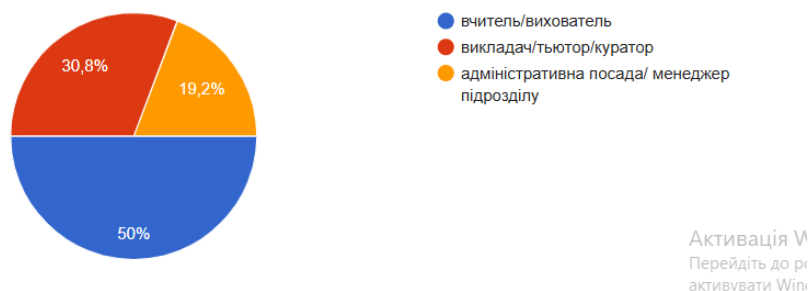 30,8%
19,2%
50%
вчитель/вихователь
викладач/тьютор/куратор
адміністративна посада/ менеджер
підрозділу
Активація W
Перейдіть до
активувати